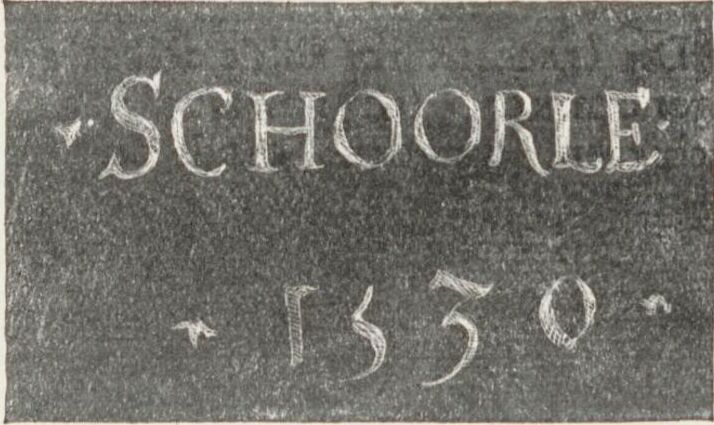 · SCHOORLE ·
· 1530 ·